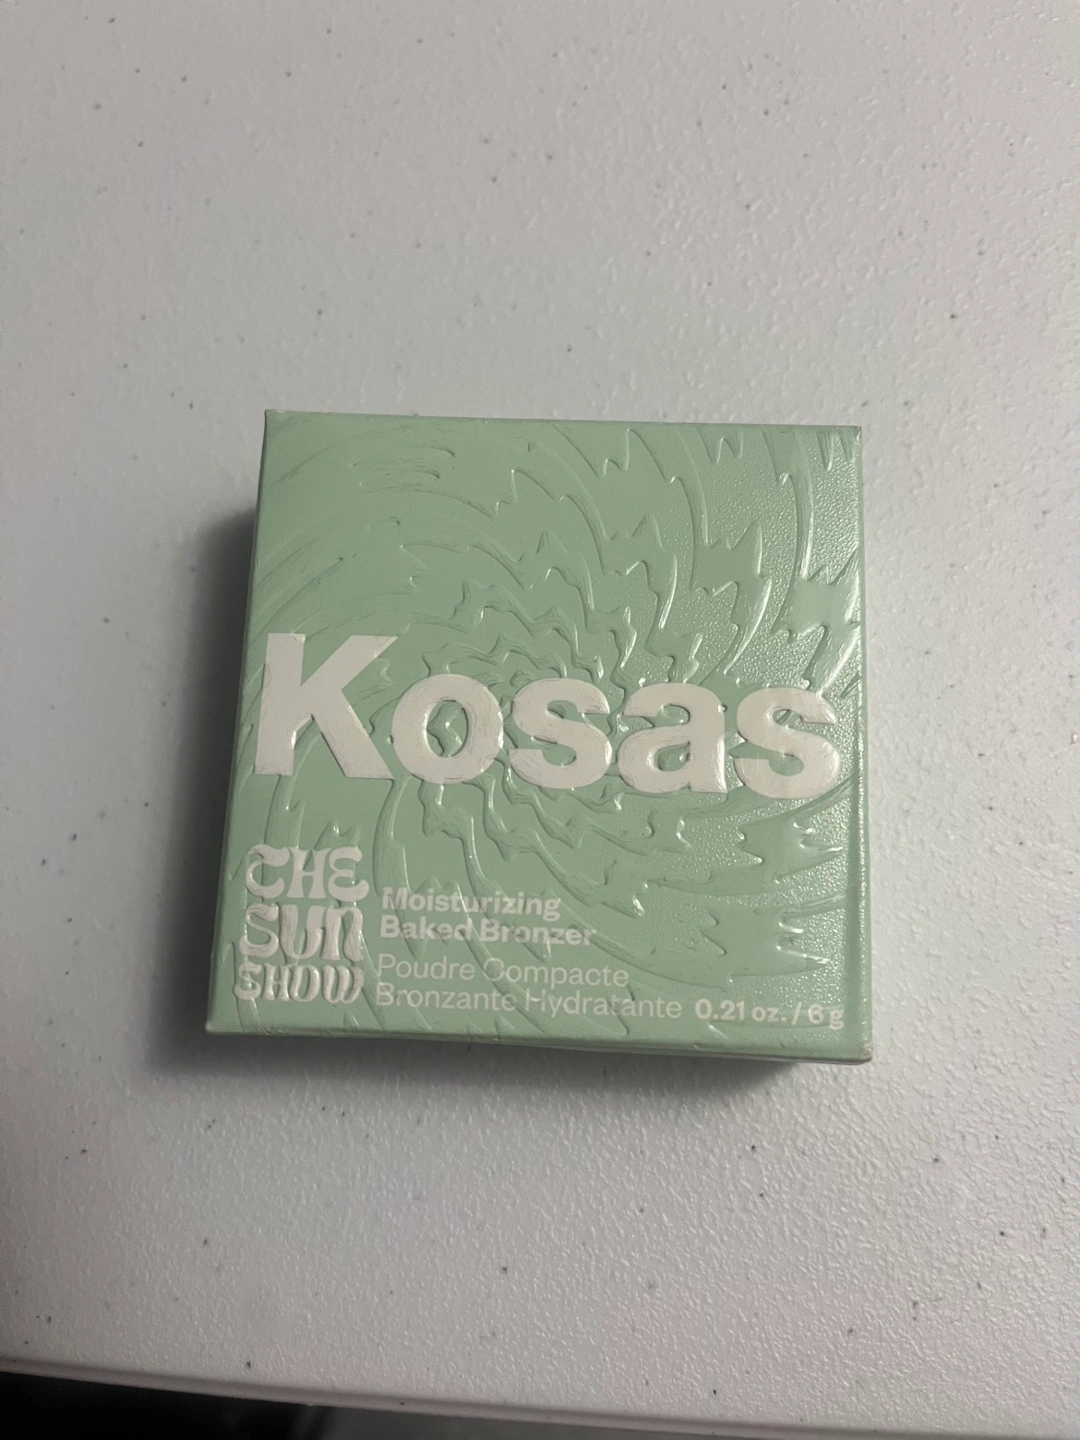 Kosas
THE
SUN
SHOW
Moisturizing
Baked Bronzer
Poudre Compacte
Bronzante Hydratante 0.21 oz. / 6 g